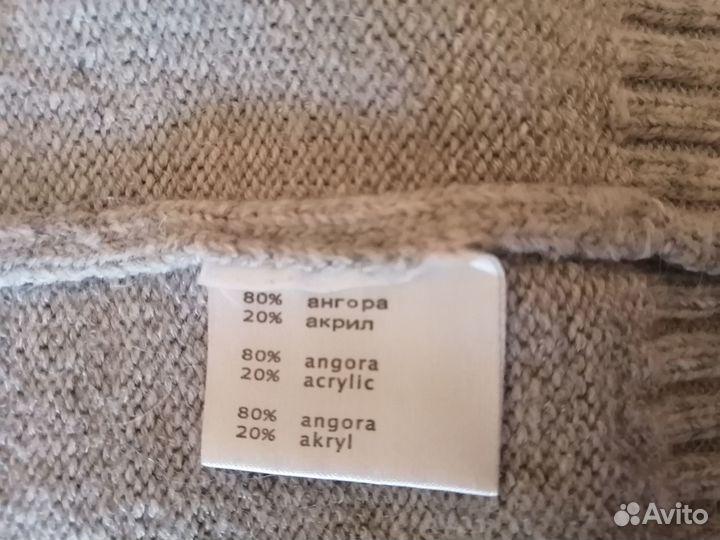 80% ангора
20% акрил
80% angora
20% acrylic
80% angora
20% akryl
Avito